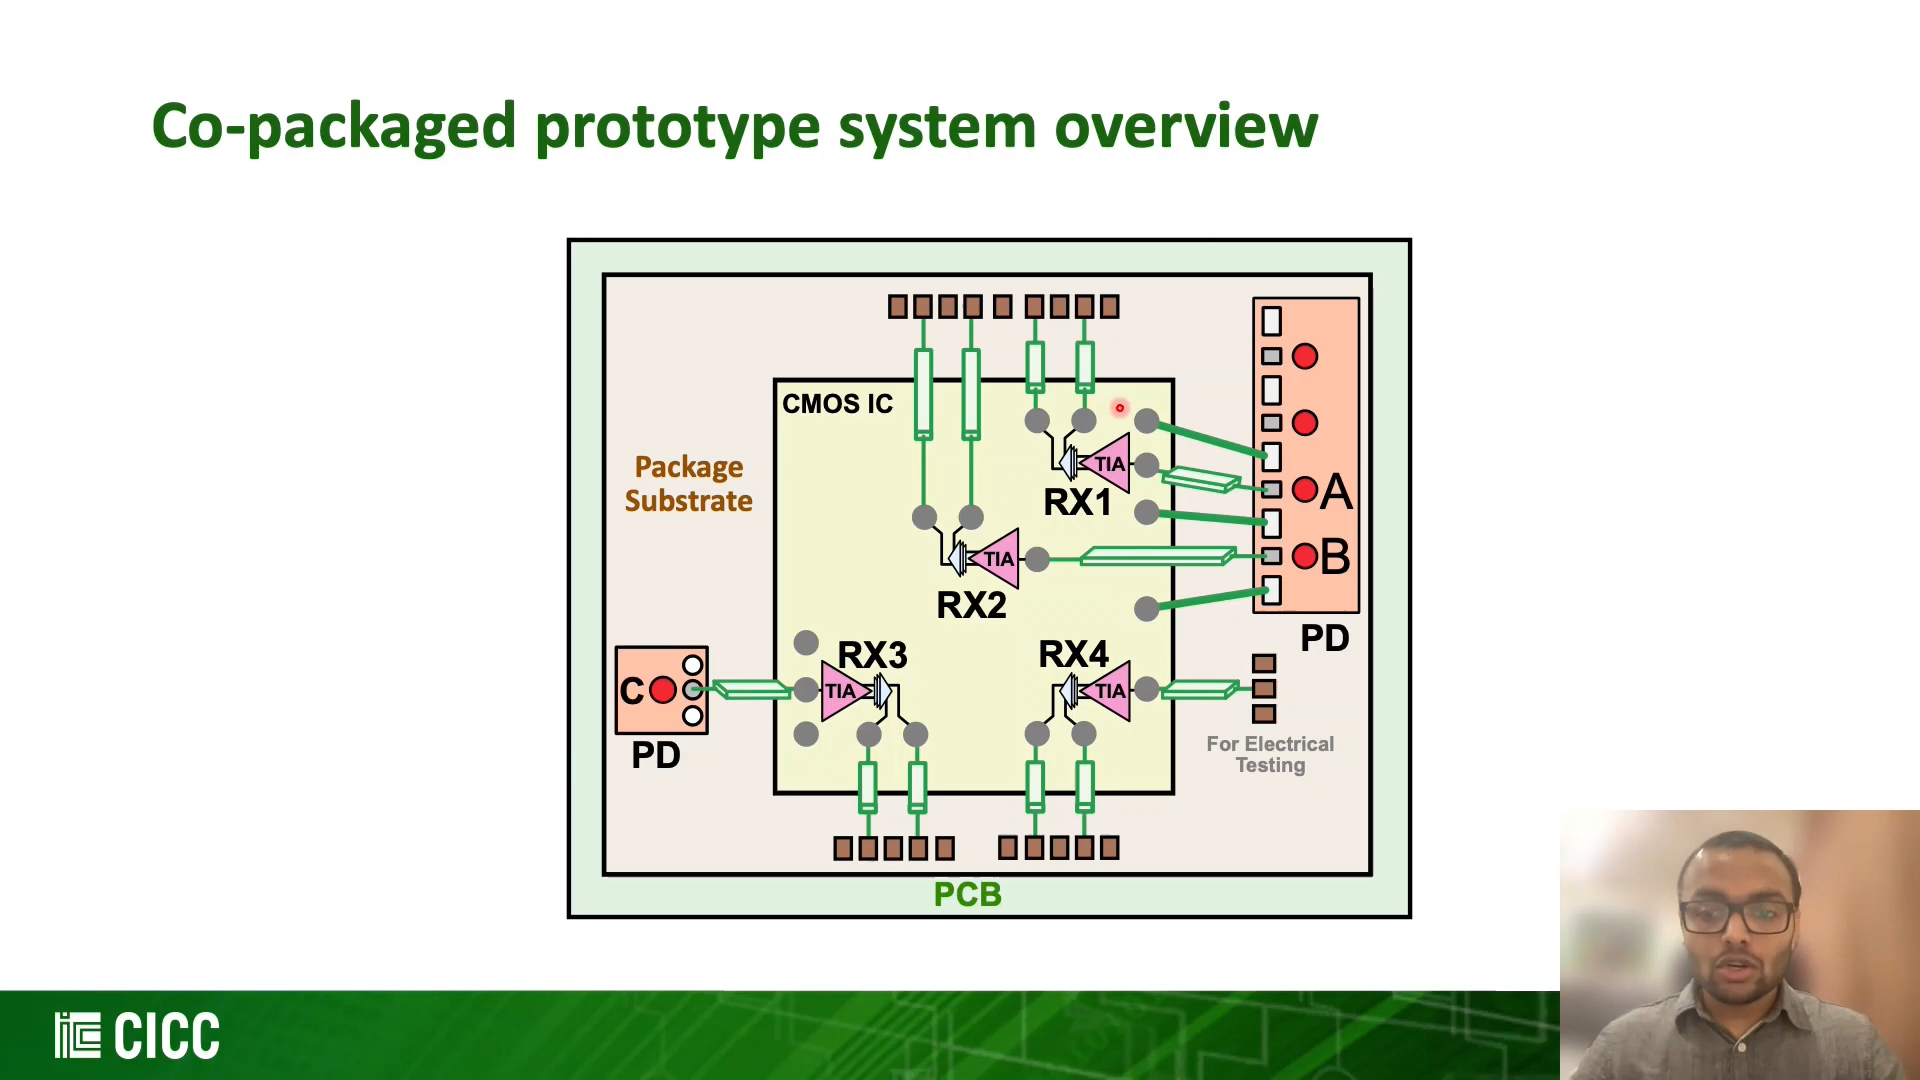 Co-packaged prototype system overview
CMOS IC
Package
Substrate
TIA
RX1
A
TIA
B
RX2
PD
RX3
RX4
C
TIA
TIA
PD
For Electrical
Testing
PCB
CICC